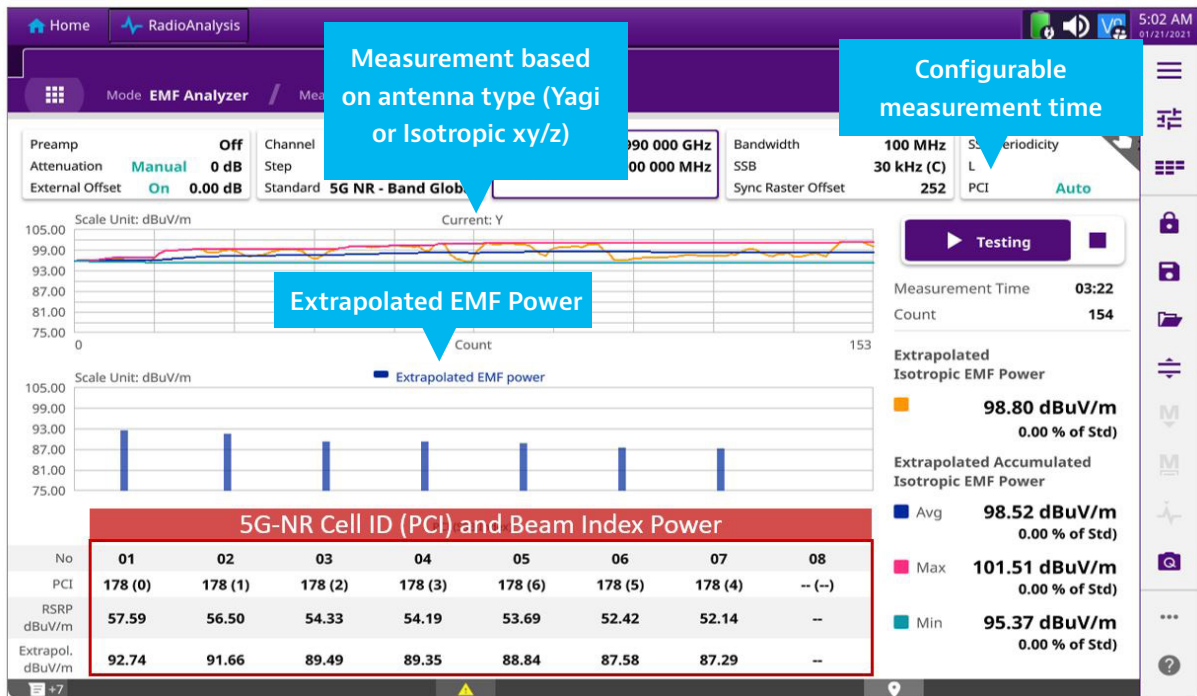 Home
RadioAnalysis
5:02 AM
01/21/2021
Mode EMF Analyzer / Mea
Measurement based
on antenna type (Yagi
or Isotropic xy/z)
Configurable
measurement time
Preamp Off
Attenuation Manual 0 dB
External Offset On 0.00 dB
Channel
Step
Standard 5G NR - Band Glob
990 000 GHz
00 000 MHz
Bandwidth 100 MHz
SSB 30 kHz (C)
Sync Raster Offset 252
SS eriodicity
L
PCI Auto
Scale Unit: dBuV/m
Current: Y
105.00
99.00
93.00
87.00
81.00
75.00
0
Count
153
Extrapolated EMF Power
Testing
Measurement Time 03:22
Count 154
Scale Unit: dBuV/m
Extrapolated EMF power
105.00
99.00
93.00
87.00
81.00
75.00
Extrapolated
Isotropic EMF Power
98.80 dBuV/m
0.00 % of Std)
Extrapolated Accumulated
Isotropic EMF Power
Avg 98.52 dBuV/m
0.00 % of Std)
Max 101.51 dBuV/m
0.00 % of Std)
Min 95.37 dBuV/m
0.00 % of Std)
5G-NR Cell ID (PCI) and Beam Index Power
No 01 02 03 04 05 06 07 08
PCI 178 (0) 178 (1) 178 (2) 178 (3) 178 (6) 178 (5) 178 (4) -- (--)
RSRP
dBuV/m 57.59 56.50 54.33 54.19 53.69 52.42 52.14 --
Extrapol.
dBuV/m 92.74 91.66 89.49 89.35 88.84 87.58 87.29 --
+7